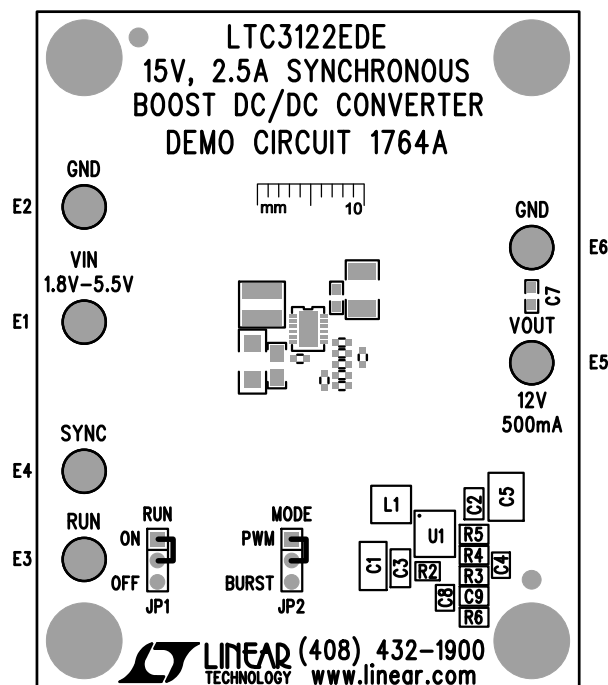 LTC3122EDE
15V, 2.5A SYNCHRONOUS
BOOST DC/DC CONVERTER
DEMO CIRCUIT 1764A
GND
E2
mm 10
GND
E6
VIN
1.8V-5.5V
E1
C7
VOUT
E5
12V
500mA
SYNC
E4
RUN
E3
RUN
ON
OFF
JP1
MODE
PWM
BURST
JP2
L1
U1
C2
C5
R5
R4
R3
C9
R6
C4
C1
C3
R2
C8
LINEAR
TECHNOLOGY
(408) 432-1900
www.linear.com